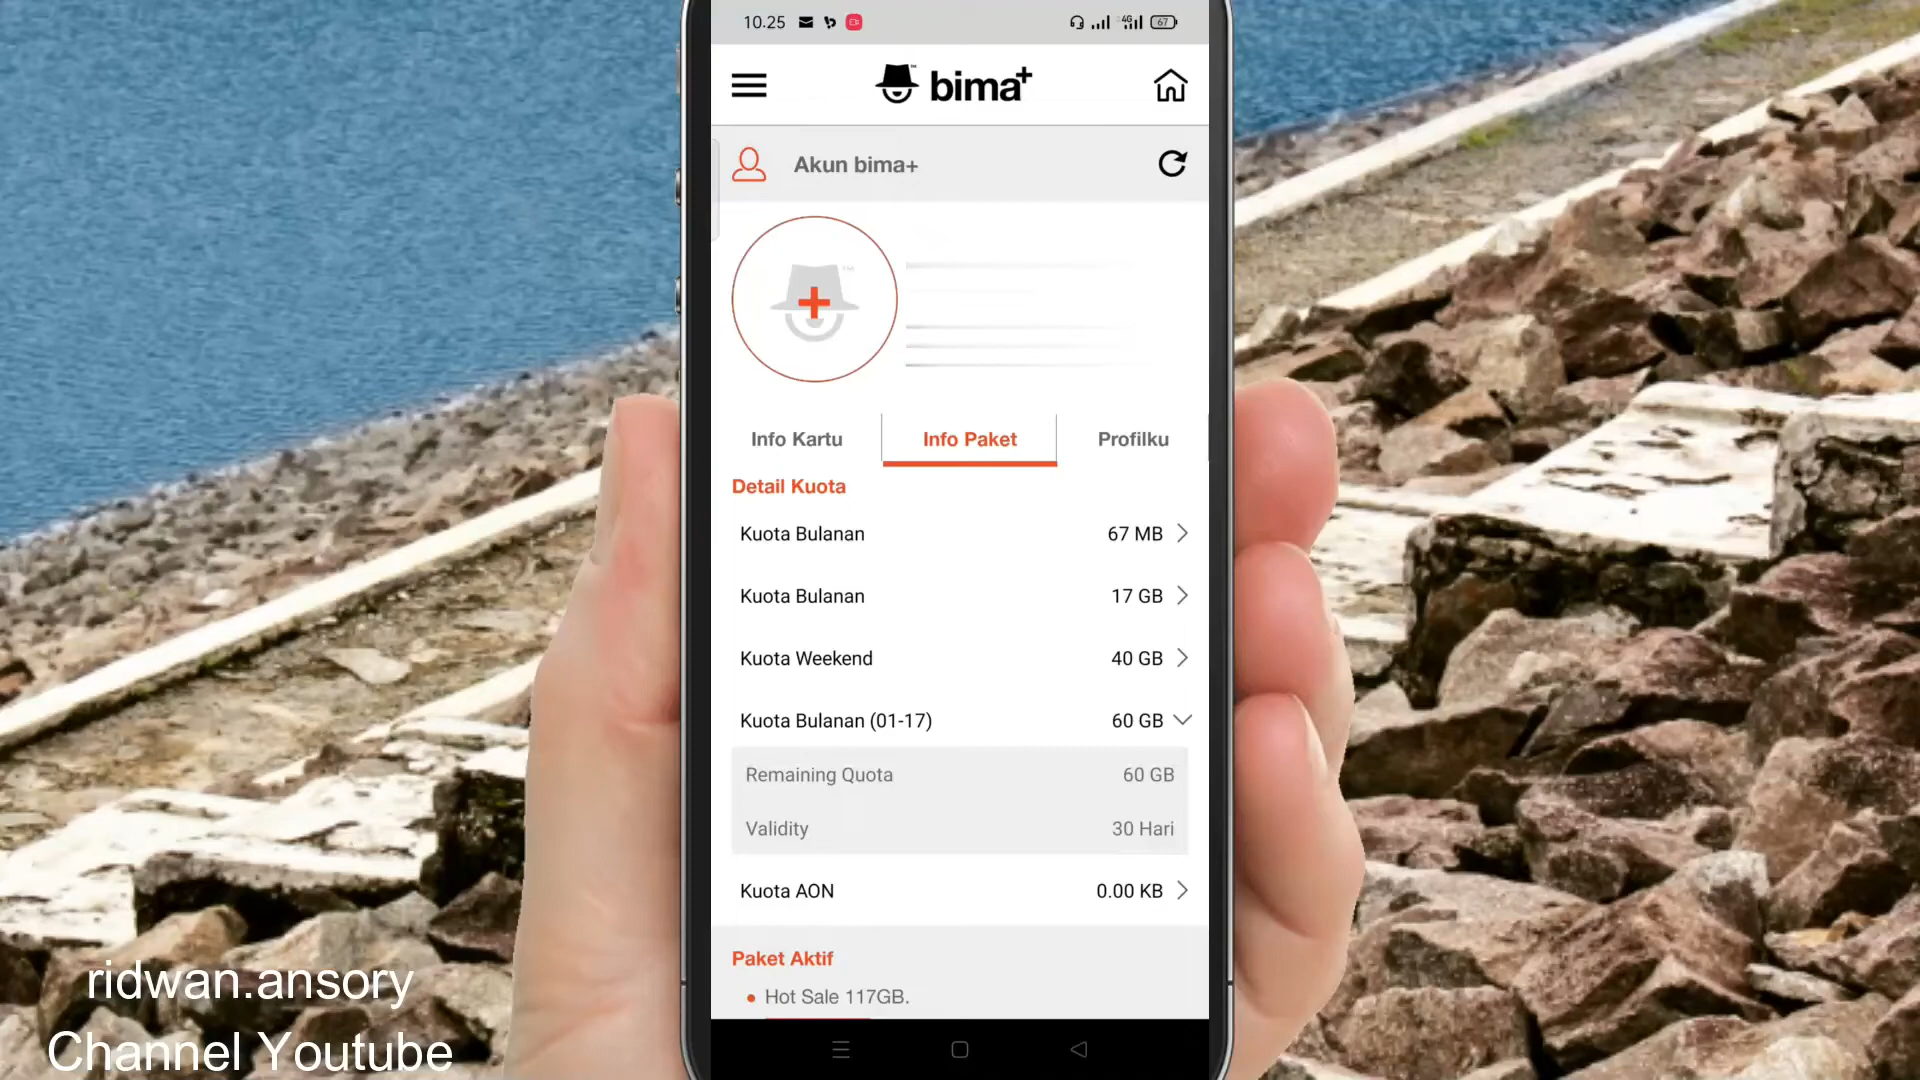 10.25
4G
67
bima+
Akun bima+
Info Kartu
Info Paket
Profilku
Detail Kuota
Kuota Bulanan
67 MB
Kuota Bulanan
17 GB
Kuota Weekend
40 GB
Kuota Bulanan (01-17)
60 GB
Remaining Quota
60 GB
Validity
30 Hari
Kuota AON
0.00 KB
Paket Aktif
Hot Sale 117GB.
ridwan.ansory
Channel Youtube